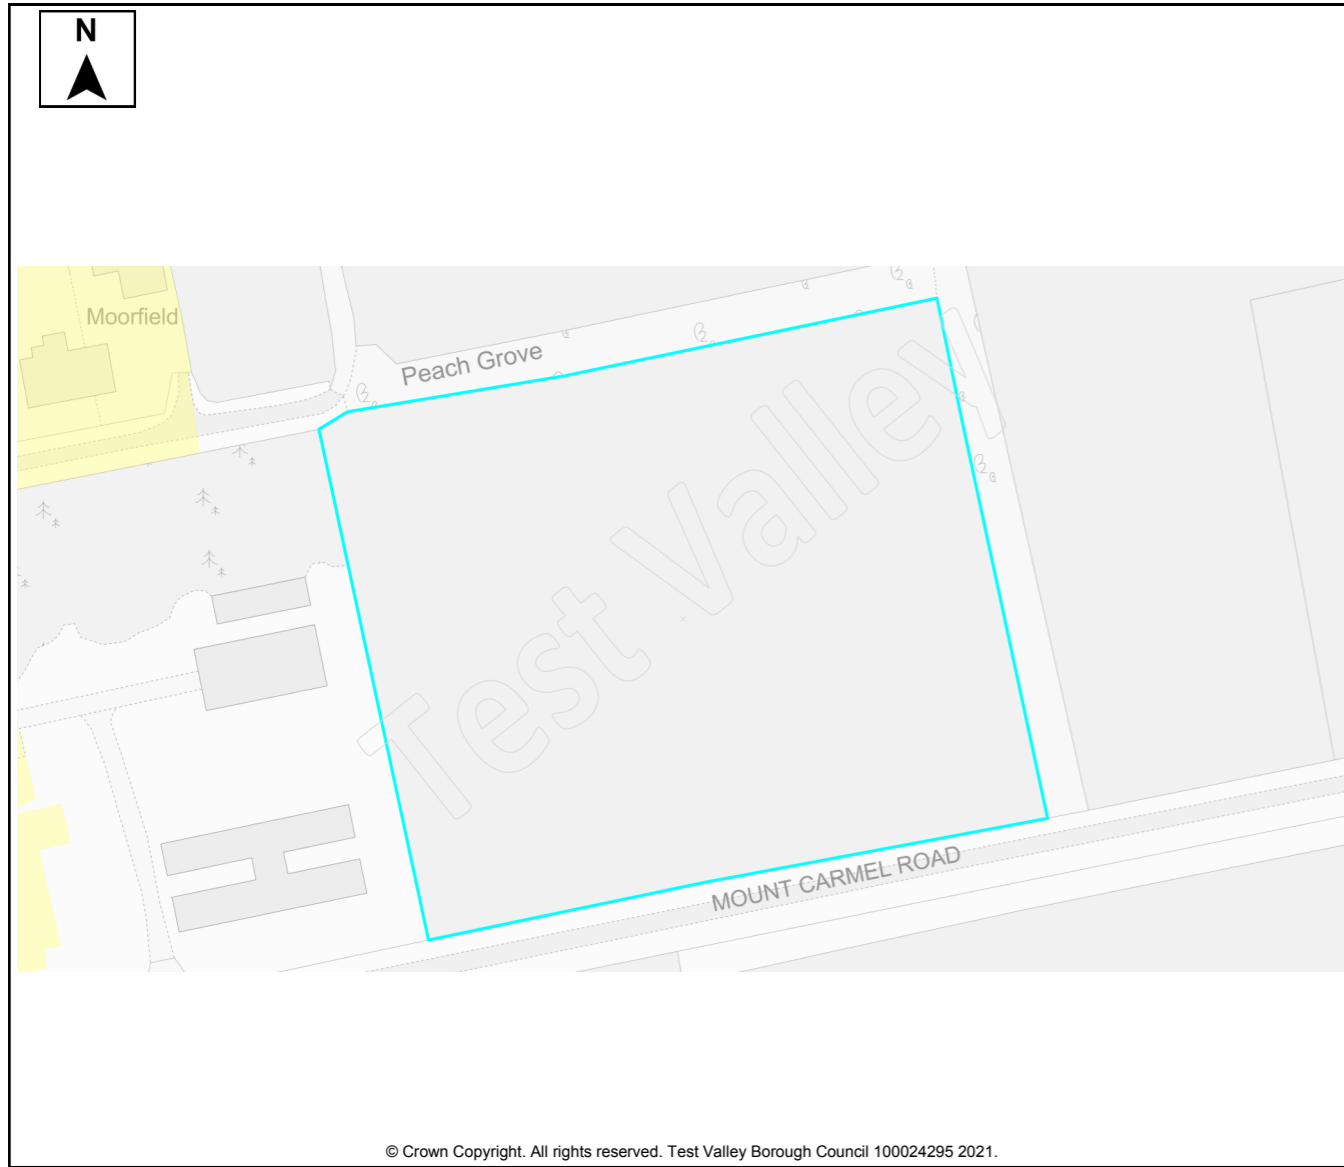 N
Moorfield
Peach Grove
Test Valley
MOUNT CARMEL ROAD
© Crown Copyright. All rights reserved. Test Valley Borough Council 100024295 2021.